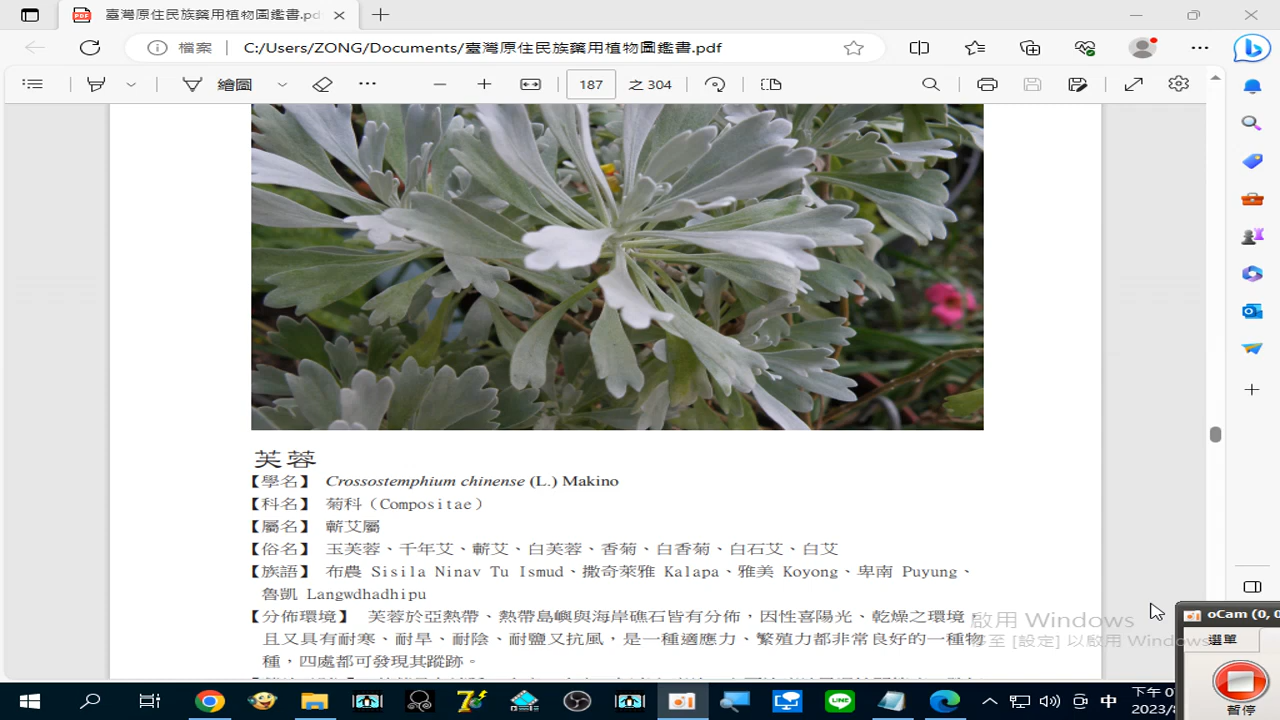 臺灣原住民族藥用植物圖鑑書.pd
檔案 C:/Users/ZONG/Documents/臺灣原住民族藥用植物圖鑑書.pdf
繪圖 187 之 304
芙蓉
【學名】 Crossostemphium chinense (L.) Makino
【科名】 菊科（Compositae）
【屬名】 蘄艾屬
【俗名】 玉芙蓉、千年艾、蘄艾、白芙蓉、香菊、白香菊、白石艾、白艾
【族語】 布農 Sisila Ninav Tu Ismud、撒奇萊雅 Kalapa、雅美 Koyong、卑南 Puyung、
魯凱 Langwdhadhipu
【分佈環境】 芙蓉於亞熱帶、熱帶島嶼與海岸礁石皆有分佈，因性喜陽光、乾燥之環境，
且又具有耐寒、耐旱、耐陰、耐鹽又抗風，是一種適應力、繁殖力都非常良好的一種物
種，四處都可發現其蹤跡。
啟用 Windows
移至 [設定] 以啟用 Windows
oCam (0, 0
選單
暫停
LINE
中
下午 0
2023/8